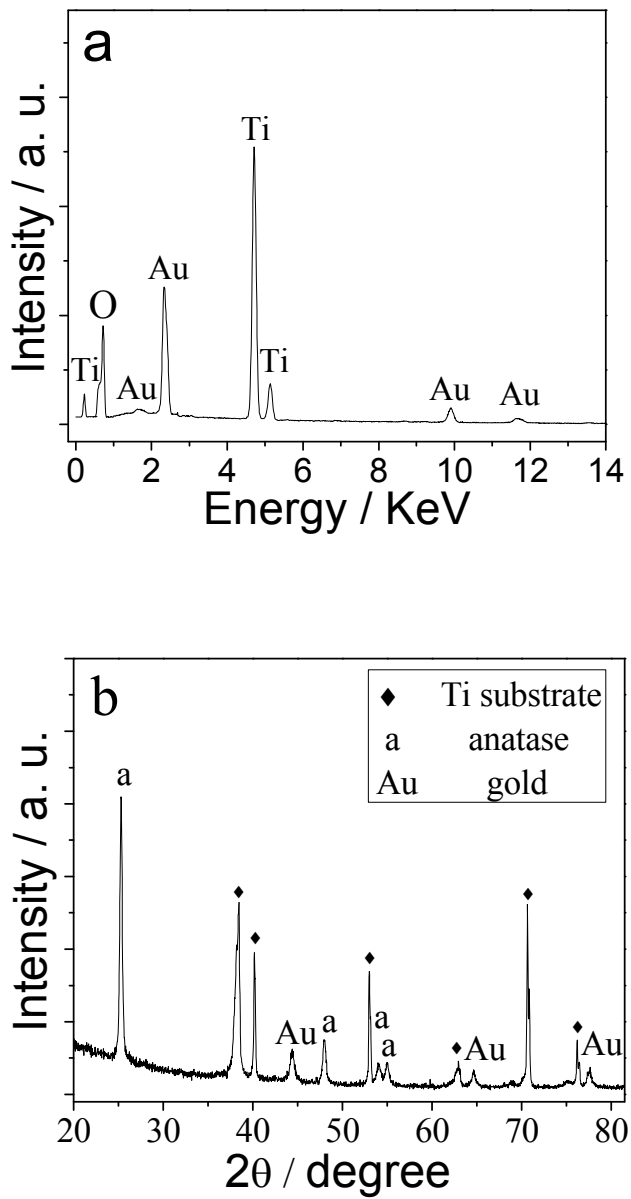 a
Intensity / a. u.
Ti
O
Au
Au
Ti
Ti
Au
Au
0 2 4 6 8 10 12 14
Energy / KeV
b
♦ Ti substrate
a anatase
Au gold
Intensity / a. u.
a
♦
♦
Au
a
♦
a
a
♦
Au
♦
♦
Au
20 30 40 50 60 70 80
2θ / degree